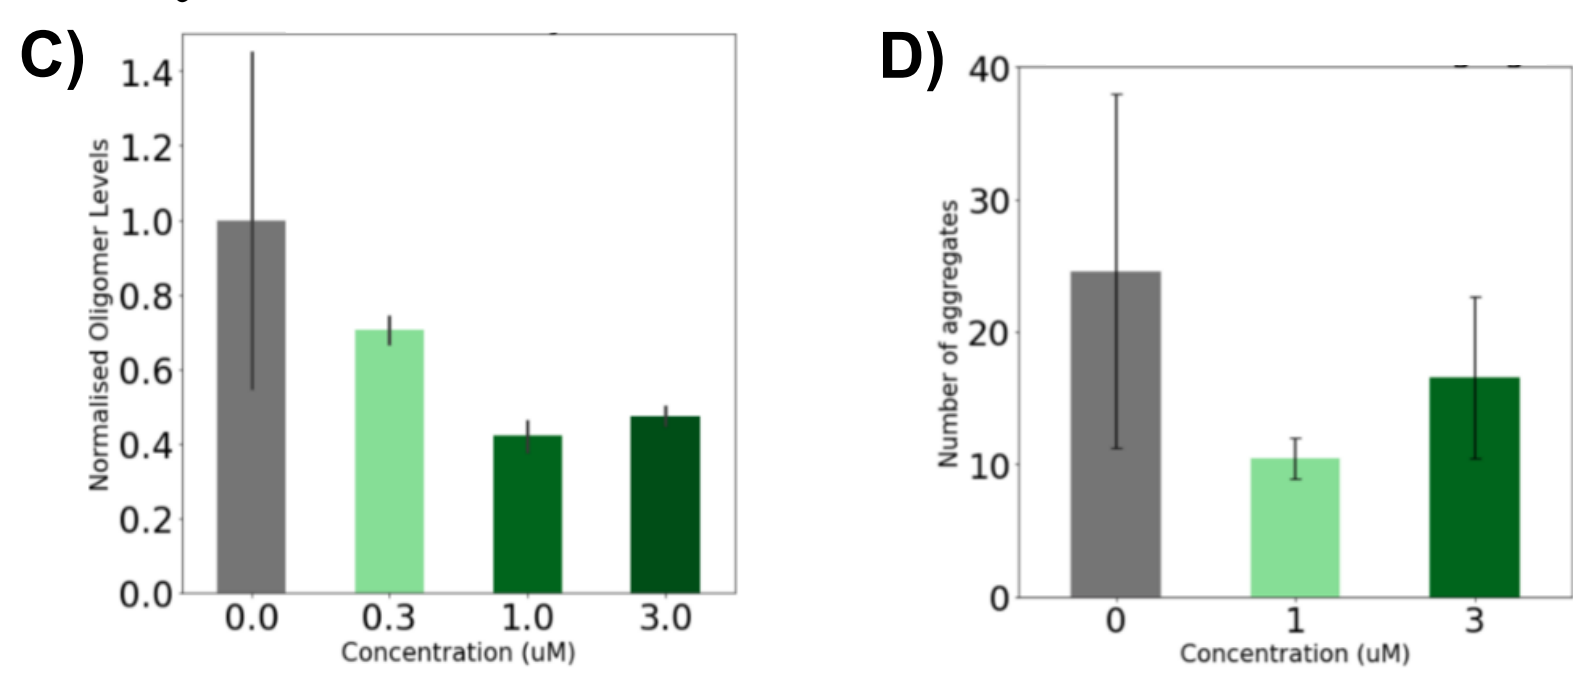 C)
Normalised Oligomer Levels
1.4
1.2
1.0
0.8
0.6
0.4
0.2
0.0
0.0 0.3 1.0 3.0
Concentration (uM)
D)
Number of aggregates
40
30
20
10
0
0 1 3
Concentration (uM)